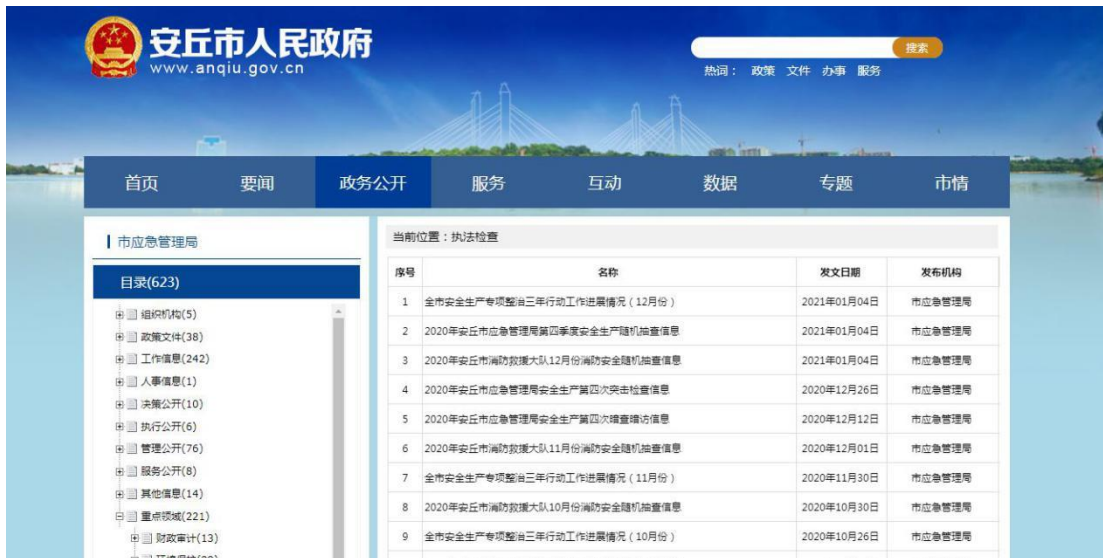 安丘市人民政府
www.anqiu.gov.cn
搜索
热词： 政策 文件 办事 服务
首页 要闻 政务公开 服务 互动 数据 专题 市情
市应急管理局
目录(623)
组织机构(5)
政策文件(38)
工作信息(242)
人事信息(1)
决策公开(10)
执行公开(6)
管理公开(76)
服务公开(8)
其他信息(14)
重点领域(221)
财政审计(13)
当前位置：执法检查
序号 名称 发文日期 发布机构
1 全市安全生产专项整治三年行动工作进展情况（12月份） 2021年01月04日 市应急管理局
2 2020年安丘市应急管理局第四季度安全生产随机抽查信息 2021年01月04日 市应急管理局
3 2020年安丘市消防救援大队12月份消防安全随机抽查信息 2021年01月04日 市应急管理局
4 2020年安丘市应急管理局安全生产第四次突击检查信息 2020年12月26日 市应急管理局
5 2020年安丘市应急管理局安全生产第四次暗查暗访信息 2020年12月12日 市应急管理局
6 2020年安丘市消防救援大队11月份消防安全随机抽查信息 2020年12月01日 市应急管理局
7 全市安全生产专项整治三年行动工作进展情况（11月份） 2020年11月30日 市应急管理局
8 2020年安丘市消防救援大队10月份消防安全随机抽查信息 2020年10月30日 市应急管理局
9 全市安全生产专项整治三年行动工作进展情况（10月份） 2020年10月26日 市应急管理局